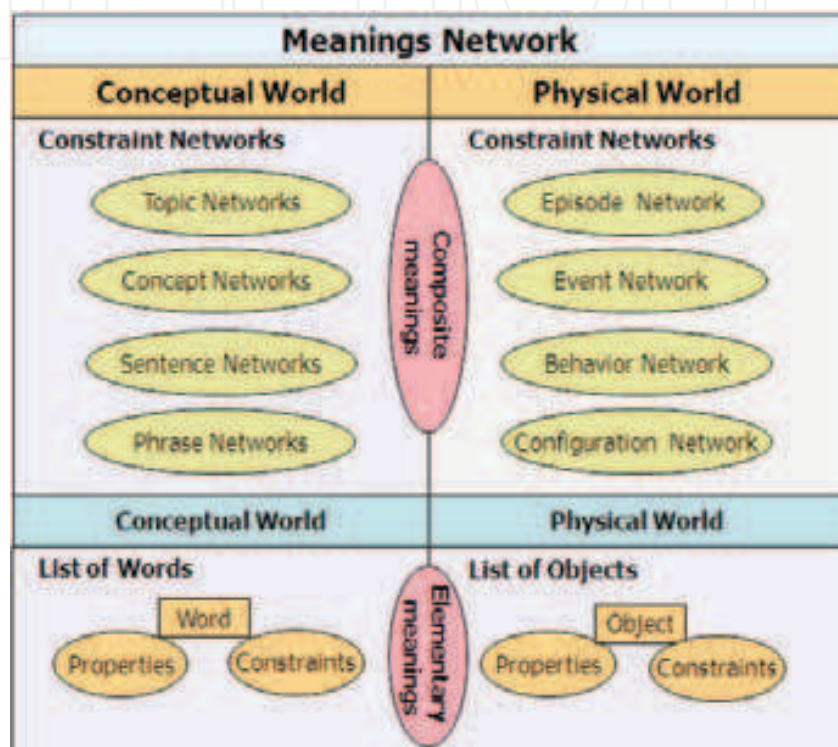 Meanings Network
Conceptual World
Physical World
Constraint Networks
Topic Networks
Concept Networks
Sentence Networks
Phrase Networks
Composite
meanings
Constraint Networks
Episode Network
Event Network
Behavior Network
Configuration Network
Conceptual World
Physical World
List of Words
Word
Properties
Constraints
Elementary
meanings
List of Objects
Object
Properties
Constraints